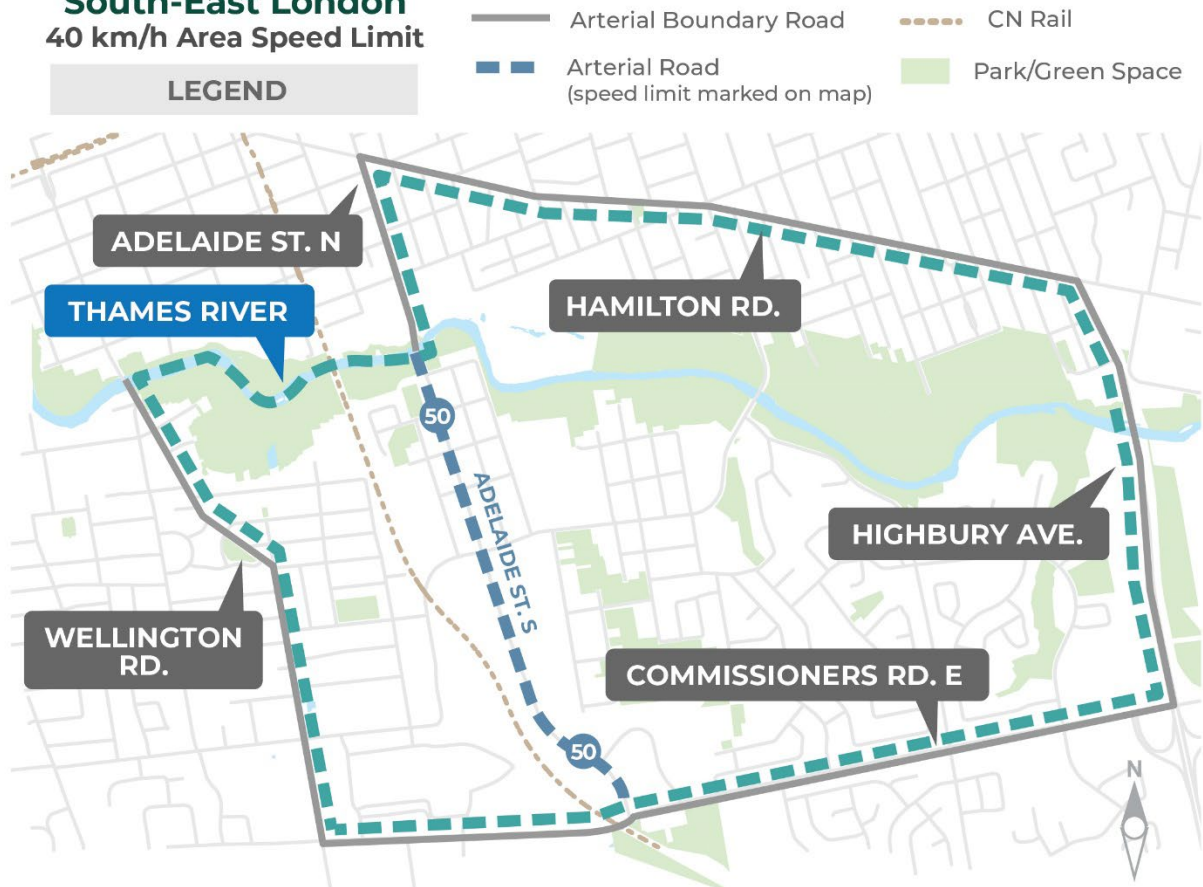 South-East London
40 km/h Area Speed Limit
LEGEND
Arterial Boundary Road
Arterial Road
(speed limit marked on map)
CN Rail
Park/Green Space
ADELAIDE ST. N
THAMES RIVER
HAMILTON RD.
50
ADELAIDE ST. S
HIGHBURY AVE.
WELLINGTON
RD.
COMMISSIONERS RD. E
50
N